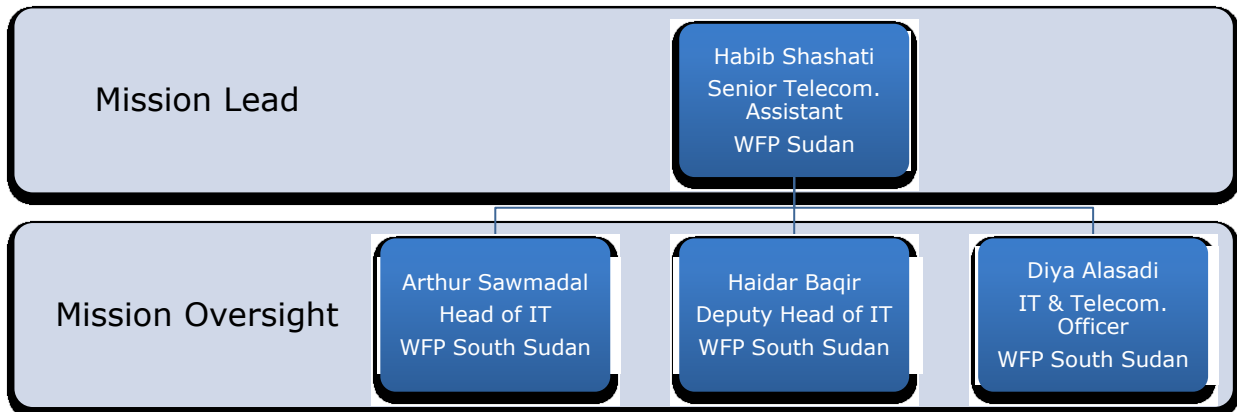 Mission Lead
Habib Shashati
Senior Telecom.
Assistant
WFP Sudan
Mission Oversight
Arthur Sawmadal
Head of IT
WFP South Sudan
Haidar Baqir
Deputy Head of IT
WFP South Sudan
Diya Alasadi
IT & Telecom.
Officer
WFP South Sudan